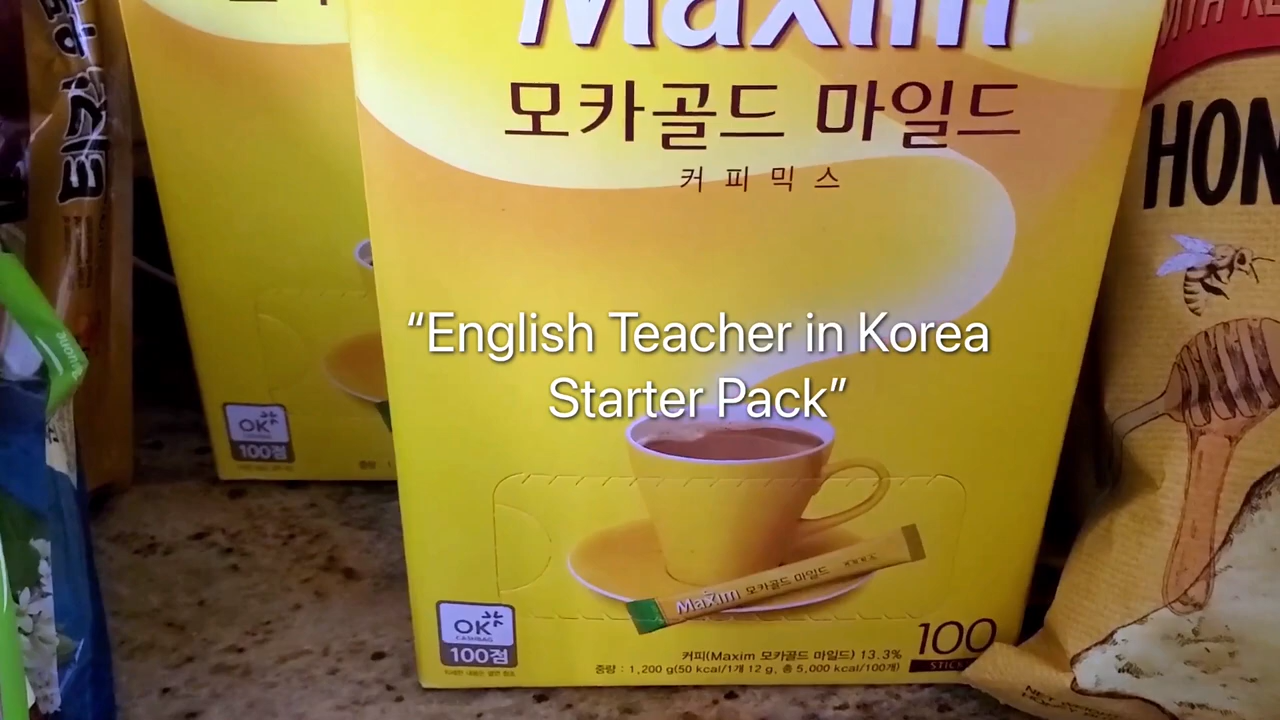 Maxim
모카골드 마일드
커피믹스
WITH
HON
티각
“English Teacher in Korea
Starter Pack”
OK
CASHBAG
100점
OK
100점
Maxim 모카골드 마일드
100
커피(Maxim 모카골드 마일드) 13.3%
중량 : 1,200 g(50 kcal/1개 12 g, 총 5,000 kcal/100개)